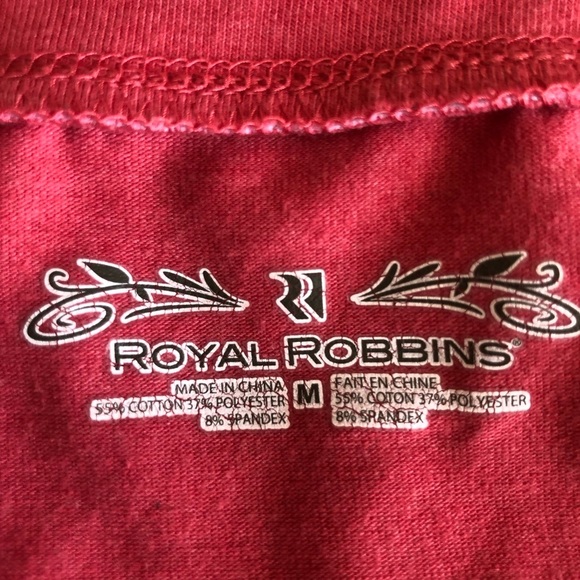 ROYAL ROBBINS®
MADE IN CHINA
55% COTTON 37% POLYESTER
8% SPANDEX
M
FAIT EN CHINE
55% COTON 37% POLYESTER
8% SPANDEX